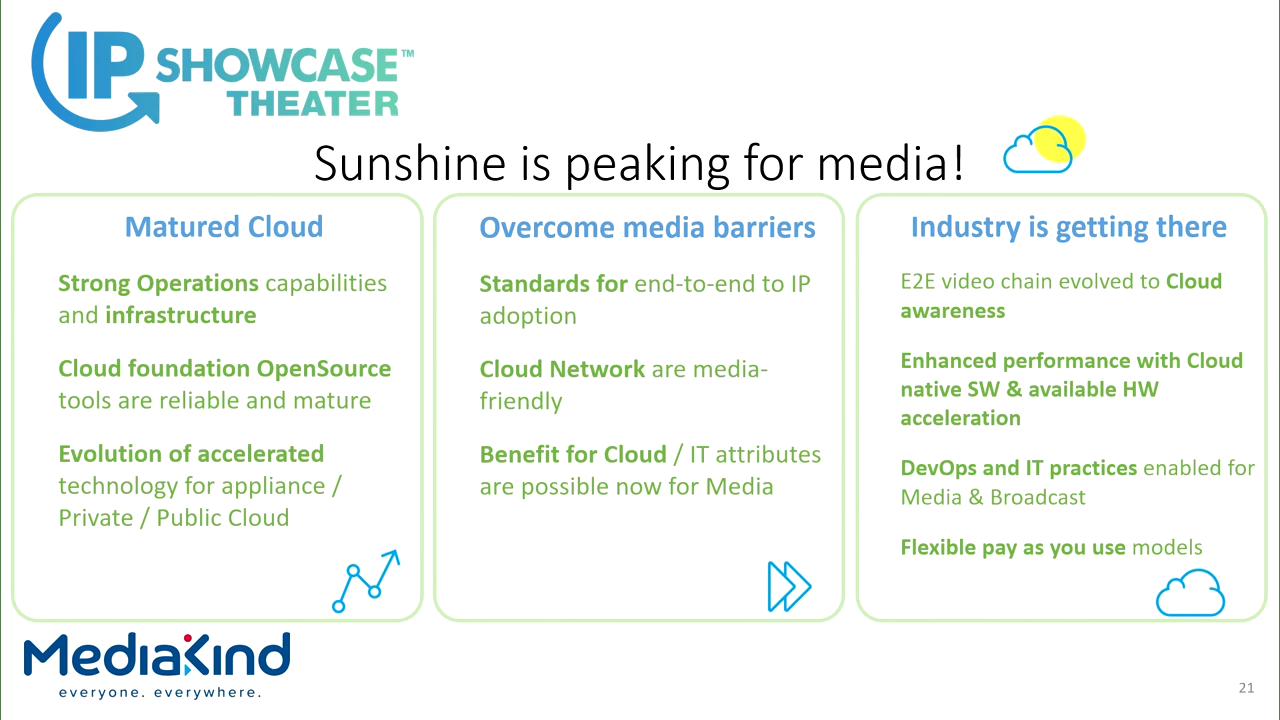 IP SHOWCASE™
THEATER
Sunshine is peaking for media!
Matured Cloud
Strong Operations capabilities
and infrastructure
Cloud foundation OpenSource
tools are reliable and mature
Evolution of accelerated
technology for appliance /
Private / Public Cloud
Overcome media barriers
Standards for end-to-end to IP
adoption
Cloud Network are media-
friendly
Benefit for Cloud / IT attributes
are possible now for Media
Industry is getting there
E2E video chain evolved to Cloud
awareness
Enhanced performance with Cloud
native SW & available HW
acceleration
DevOps and IT practices enabled for
Media & Broadcast
Flexible pay as you use models
MediaKind
everyone. everywhere.
21